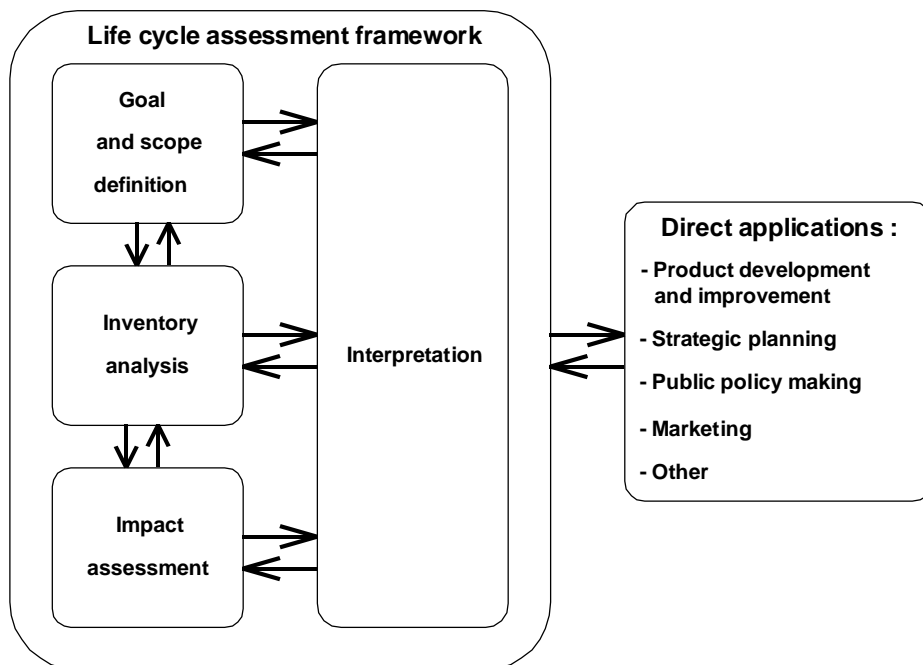 Life cycle assessment framework
Goal
and scope
definition
Inventory
analysis
Impact
assessment
Interpretation
Direct applications :
- Product development
and improvement
- Strategic planning
- Public policy making
- Marketing
- Other